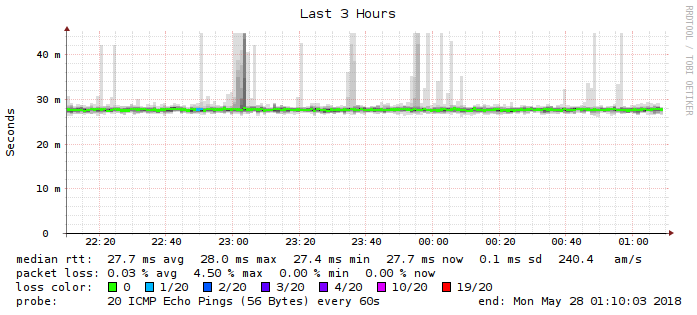 Last 3 Hours
RRDTOOL / TOBI OETIKER
Seconds
40 m
30 m
20 m
10 m
0
22:20 22:40 23:00 23:20 23:40 00:00 00:20 00:40 01:00
median rtt: 27.7 ms avg 28.0 ms max 27.4 ms min 27.7 ms now 0.1 ms sd 240.4 am/s
packet loss: 0.03 % avg 4.50 % max 0.00 % min 0.00 % now
loss color: 0 1/20 2/20 3/20 4/20 10/20 19/20
probe: 20 ICMP Echo Pings (56 Bytes) every 60s end: Mon May 28 01:10:03 2018